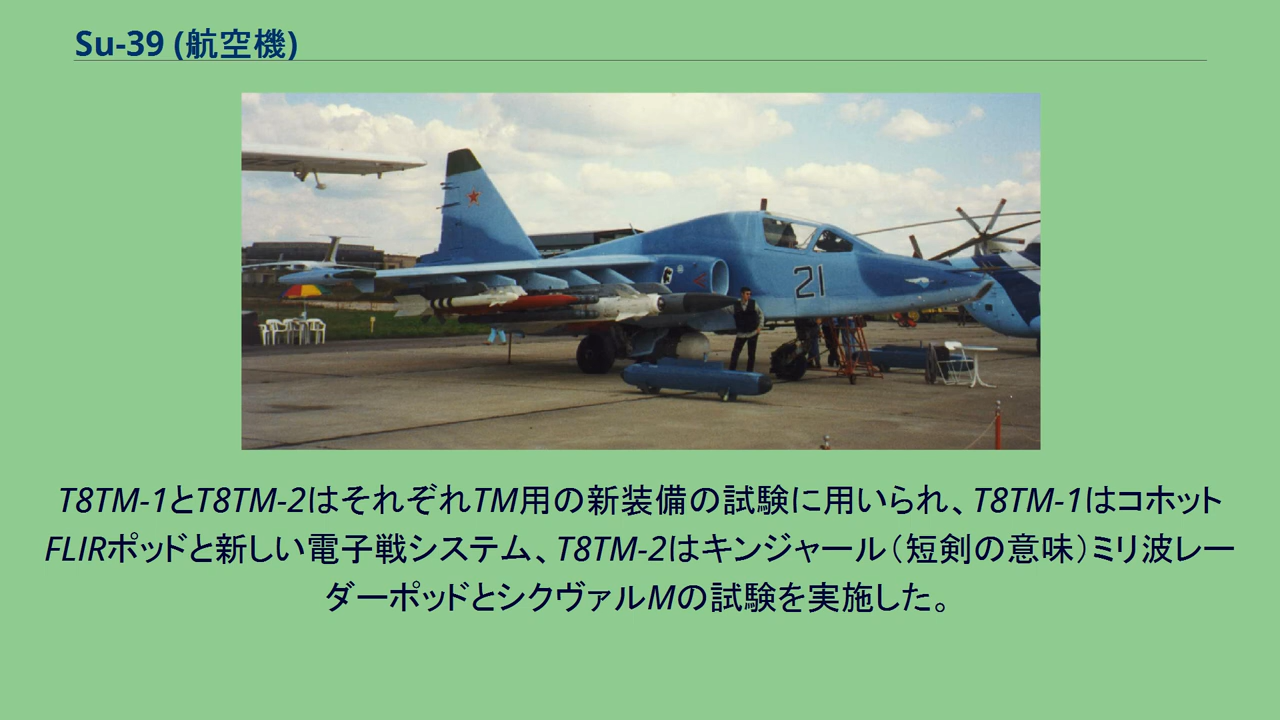 Su-39 (航空機)
21
T8TM-1とT8TM-2はそれぞれTM用の新装備の試験に用いられ、T8TM-1はコホット
FLIRポッドと新しい電子戦システム、T8TM-2はキンジャール（短剣の意味）ミリ波レー
ダーポッドとシクヴァルMの試験を実施した。